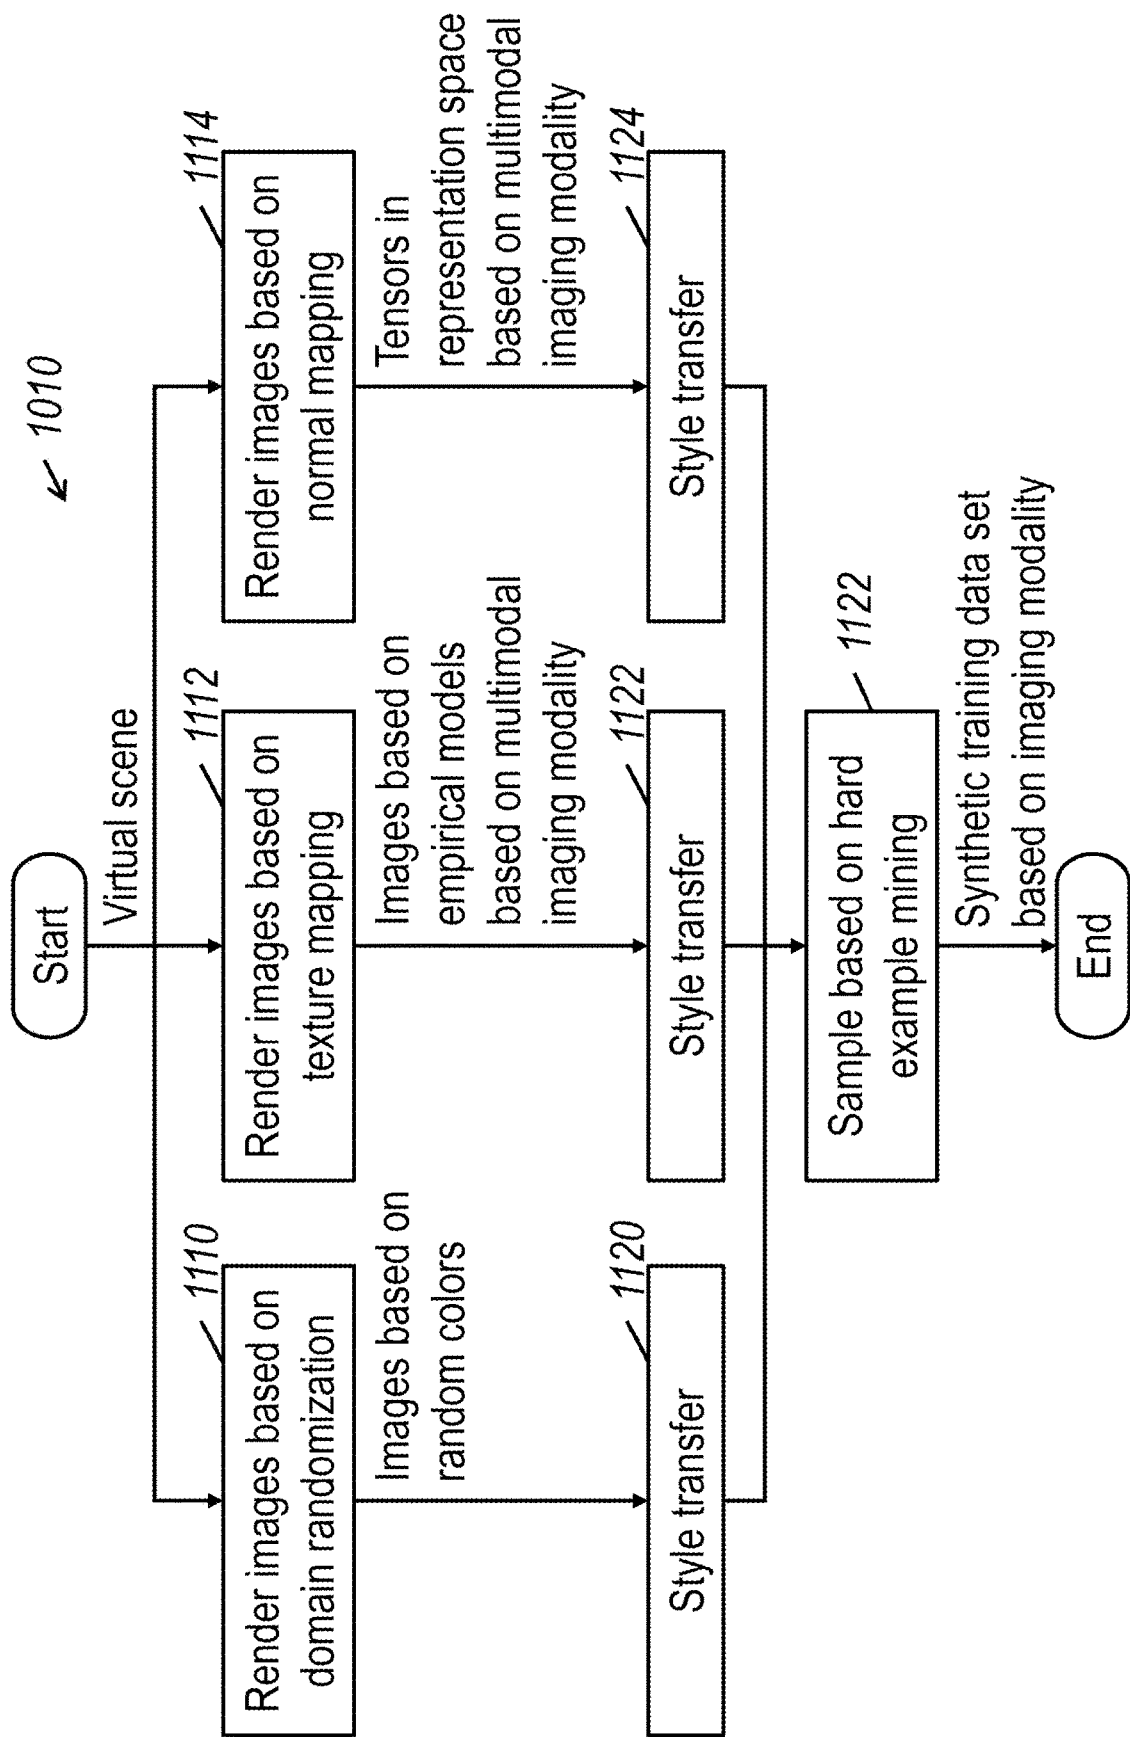 1010
Start
Virtual scene
1110
Render images based on
domain randomization
1112
Render images based on
texture mapping
1114
Render images based on
normal mapping
Images based on
random colors
Images based on
empirical models
based on multimodal
imaging modality
Tensors in
representation space
based on multimodal
imaging modality
1120
Style transfer
1122
Style transfer
1124
Style transfer
1122
Sample based on hard
example mining
Synthetic training data set
based on imaging modality
End